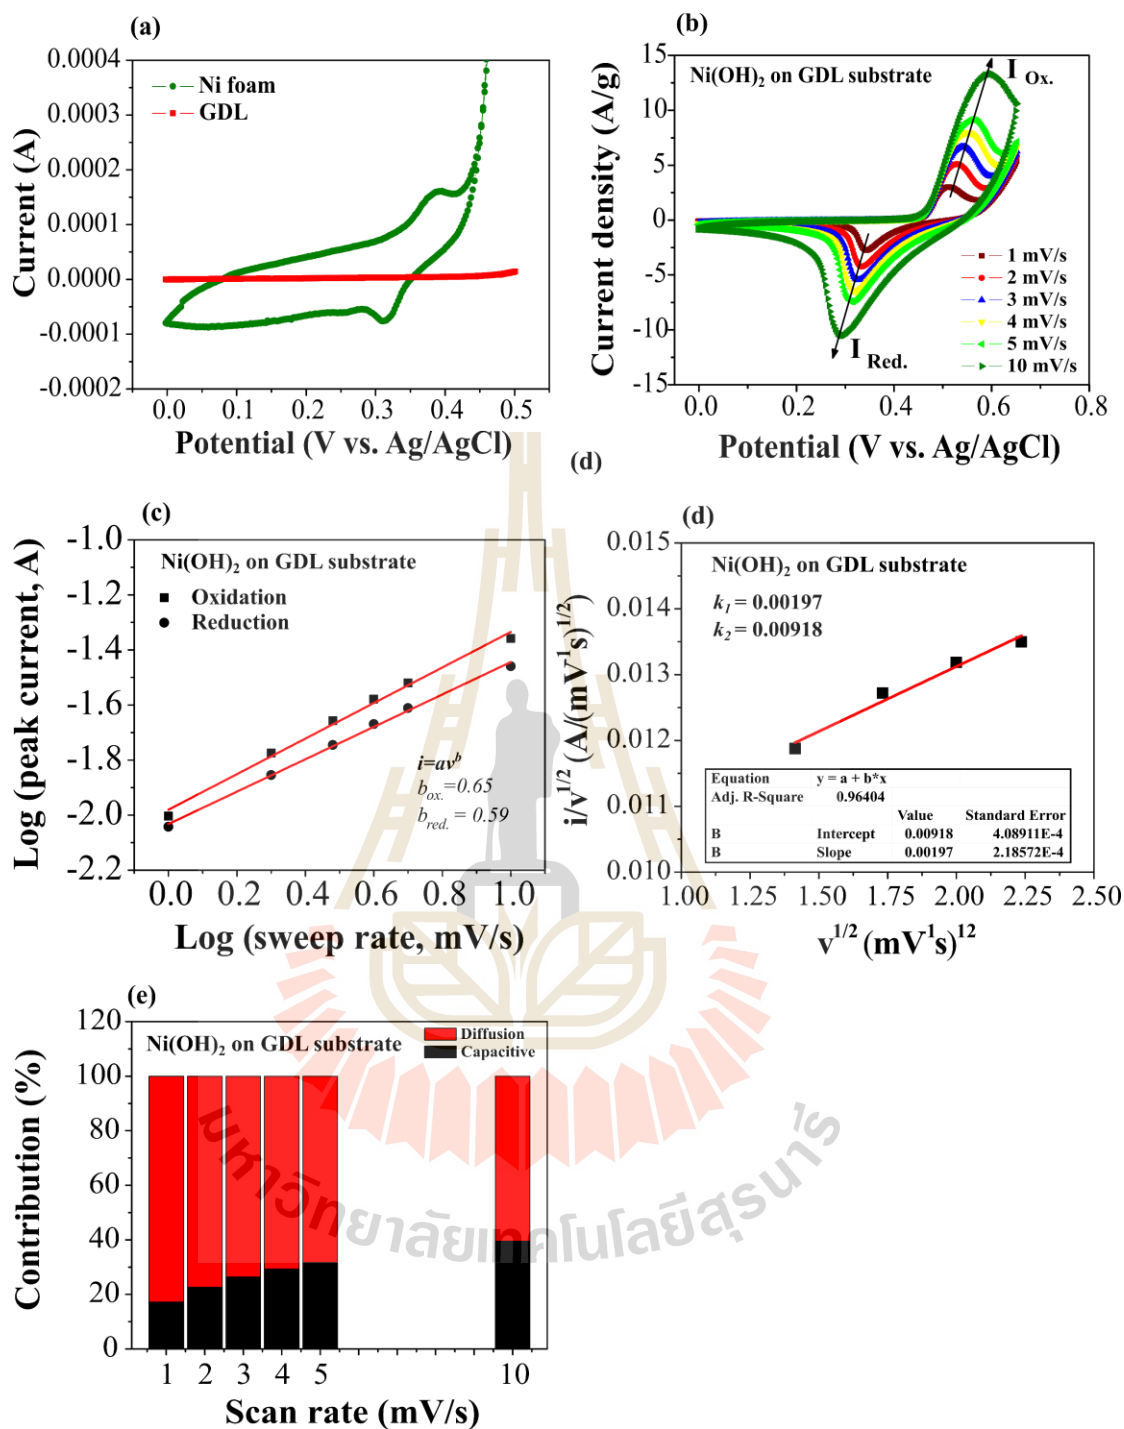 (a)
0.0004
0.0003
0.0002
0.0001
0.0000
-0.0001
-0.0002
Current (A)
Ni foam
GDL
0.0 0.1 0.2 0.3 0.4 0.5
Potential (V vs. Ag/AgCl)
(b)
15
10
5
0
-5
-10
-15
Current density (A/g)
Ni(OH)₂ on GDL substrate
I Ox.
I Red.
1 mV/s
2 mV/s
3 mV/s
4 mV/s
5 mV/s
10 mV/s
0.0 0.2 0.4 0.6 0.8
Potential (V vs. Ag/AgCl)
(d)
(c)
-1.0
-1.2
-1.4
-1.6
-1.8
-2.0
-2.2
Log (peak current, A)
Ni(OH)₂ on GDL substrate
Oxidation
Reduction
i=avᵇ
b ox. =0.65
b red. = 0.59
0.0 0.2 0.4 0.6 0.8 1.0
Log (sweep rate, mV/s)
(d)
0.015
0.014
0.013
0.012
0.011
0.010
i/v^1/2 (A/(mV^1s)^1/2)
Ni(OH)₂ on GDL substrate
k₁ = 0.00197
k₂ = 0.00918
Equation y = a + b*x
Adj. R-Square 0.96404
Value Standard Error
B Intercept 0.00918 4.08911E-4
B Slope 0.00197 2.18572E-4
1.00 1.25 1.50 1.75 2.00 2.25 2.50
v^1/2 (mV^1s)^12
(e)
120
100
80
60
40
20
0
Contribution (%)
Ni(OH)₂ on GDL substrate
Diffusion
Capacitive
1 2 3 4 5 10
Scan rate (mV/s)
มหาวิทยาลัยเทคโนโลยีสุรนารี